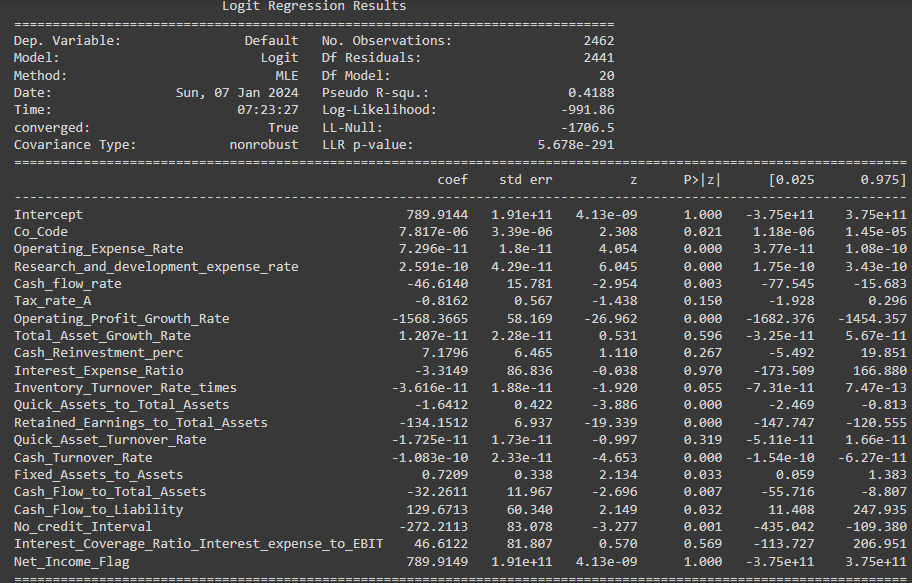 Logit Regression Results
==============================================================================
Dep. Variable: Default No. Observations: 2462
Model: Logit Df Residuals: 2441
Method: MLE Df Model: 20
Date: Sun, 07 Jan 2024 Pseudo R-squ.: 0.4188
Time: 07:23:27 Log-Likelihood: -991.86
converged: True LL-Null: -1706.5
Covariance Type: nonrobust LLR p-value: 5.678e-291
==============================================================================
coef std err z P>|z| [0.025 0.975]
------------------------------------------------------------------------------
Intercept 789.9144 1.91e+11 4.13e-09 1.000 -3.75e+11 3.75e+11
Co_Code 7.817e-06 3.39e-06 2.308 0.021 1.18e-06 1.45e-05
Operating_Expense_Rate 7.296e-11 1.8e-11 4.054 0.000 3.77e-11 1.08e-10
Research_and_development_expense_rate 2.591e-10 4.29e-11 6.045 0.000 1.75e-10 3.43e-10
Cash_flow_rate -46.6140 15.781 -2.954 0.003 -77.545 -15.683
Tax_rate_A -0.8162 0.567 -1.438 0.150 -1.928 0.296
Operating_Profit_Growth_Rate -1568.3665 58.169 -26.962 0.000 -1682.376 -1454.357
Total_Asset_Growth_Rate 1.207e-11 2.28e-11 0.531 0.596 -3.25e-11 5.67e-11
Cash_Reinvestment_perc 7.1796 6.465 1.110 0.267 -5.492 19.851
Interest_Expense_Ratio -3.3149 86.836 -0.038 0.970 -173.509 166.880
Inventory_Turnover_Rate_times -3.616e-11 1.88e-11 -1.920 0.055 -7.31e-11 7.47e-13
Quick_Assets_to_Total_Assets -1.6412 0.422 -3.886 0.000 -2.469 -0.813
Retained_Earnings_to_Total_Assets -134.1512 6.937 -19.339 0.000 -147.747 -120.555
Quick_Asset_Turnover_Rate -1.725e-11 1.73e-11 -0.997 0.319 -5.11e-11 1.66e-11
Cash_Turnover_Rate -1.083e-10 2.33e-11 -4.653 0.000 -1.54e-10 -6.27e-11
Fixed_Assets_to_Assets 0.7209 0.338 2.134 0.033 0.059 1.383
Cash_Flow_to_Total_Assets -32.2611 11.967 -2.696 0.007 -55.716 -8.807
Cash_Flow_to_Liability 129.6713 60.340 2.149 0.032 11.408 247.935
No_credit_Interval -272.2113 83.078 -3.277 0.001 -435.042 -109.380
Interest_Coverage_Ratio_Interest_expense_to_EBIT 46.6122 81.807 0.570 0.569 -113.727 206.951
Net_Income_Flag 789.9149 1.91e+11 4.13e-09 1.000 -3.75e+11 3.75e+11
==============================================================================